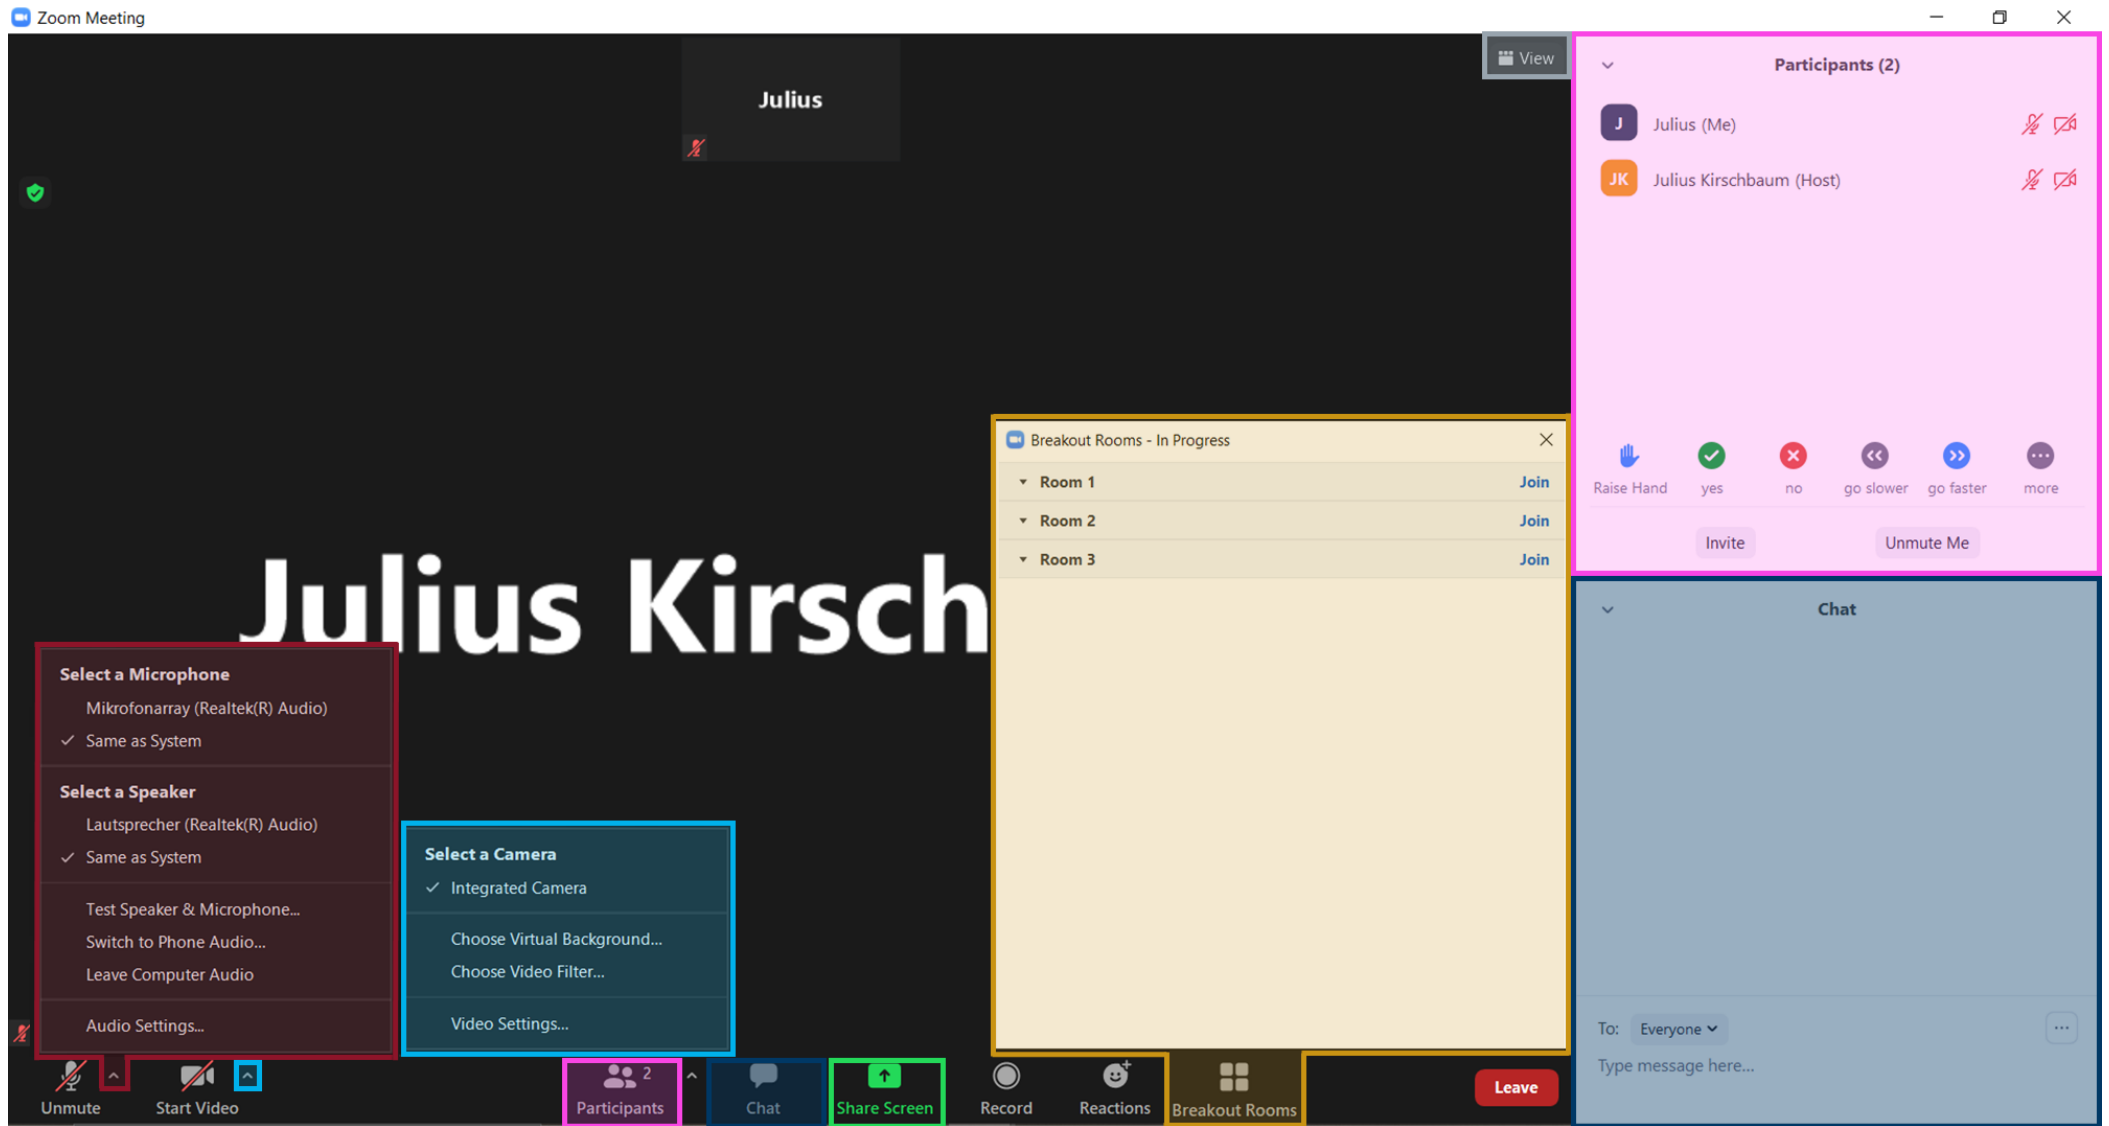 Zoom Meeting
View
Julius
Participants (2)
J
Julius (Me)
JK
Julius Kirschbaum (Host)
Raise Hand
yes
no
go slower
go faster
more
Invite
Unmute Me
Julius Kirsch
Breakout Rooms - In Progress
Room 1 Join
Room 2 Join
Room 3 Join
Chat
To: Everyone
Type message here...
Select a Microphone
Mikrofonarray (Realtek(R) Audio)
Same as System
Select a Speaker
Lautsprecher (Realtek(R) Audio)
Same as System
Test Speaker & Microphone...
Switch to Phone Audio...
Leave Computer Audio
Audio Settings...
Select a Camera
Integrated Camera
Choose Virtual Background...
Choose Video Filter...
Video Settings...
Unmute
Start Video
2
Participants
Chat
Share Screen
Record
Reactions
Breakout Rooms
Leave